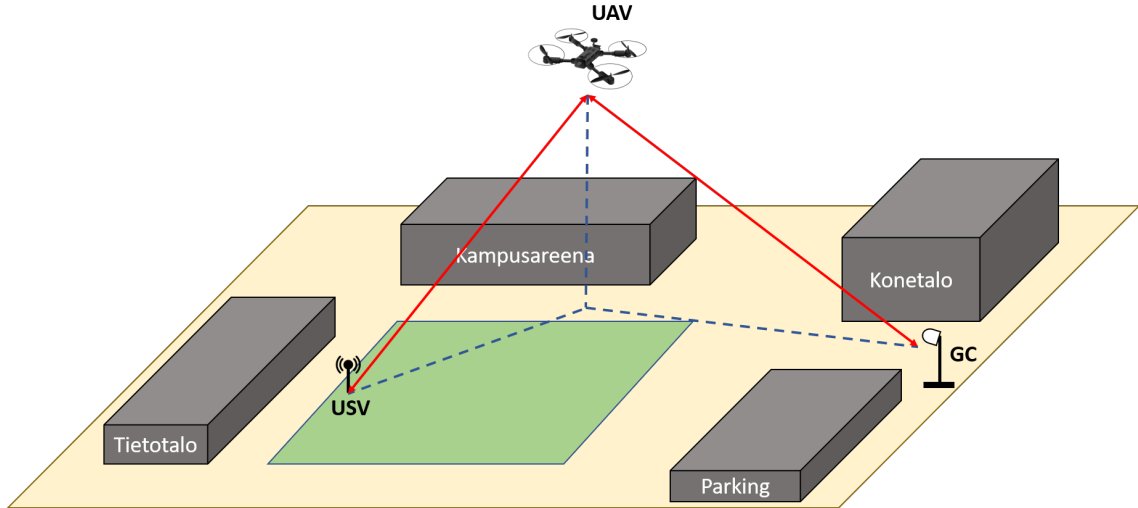 UAV
Kampusareena
Konetalo
GC
USV
Tietotalo
Parking